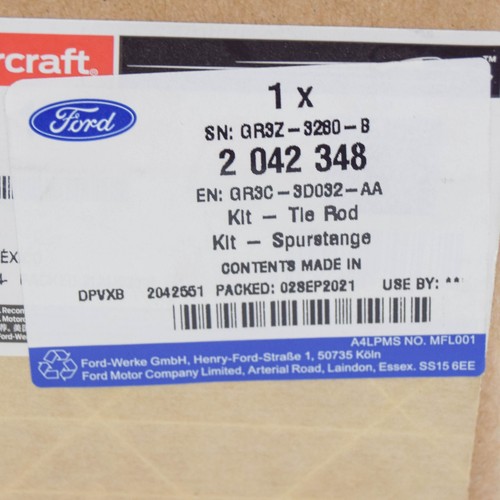 rcraft
Ford
1 x
SN: GR3Z-3280-B
2 042 348
EN: GR3C-3D032-AA
Kit - Tie Rod
Kit - Spurstange
CONTENTS MADE IN
DPVXB 2042551 PACKED: 02SEP2021 USE BY: **
A4LPMS NO. MFL001
Ford-Werke GmbH, Henry-Ford-Straße 1, 50735 Köln
Ford Motor Company Limited, Arterial Road, Laindon, Essex. SS15 6EE